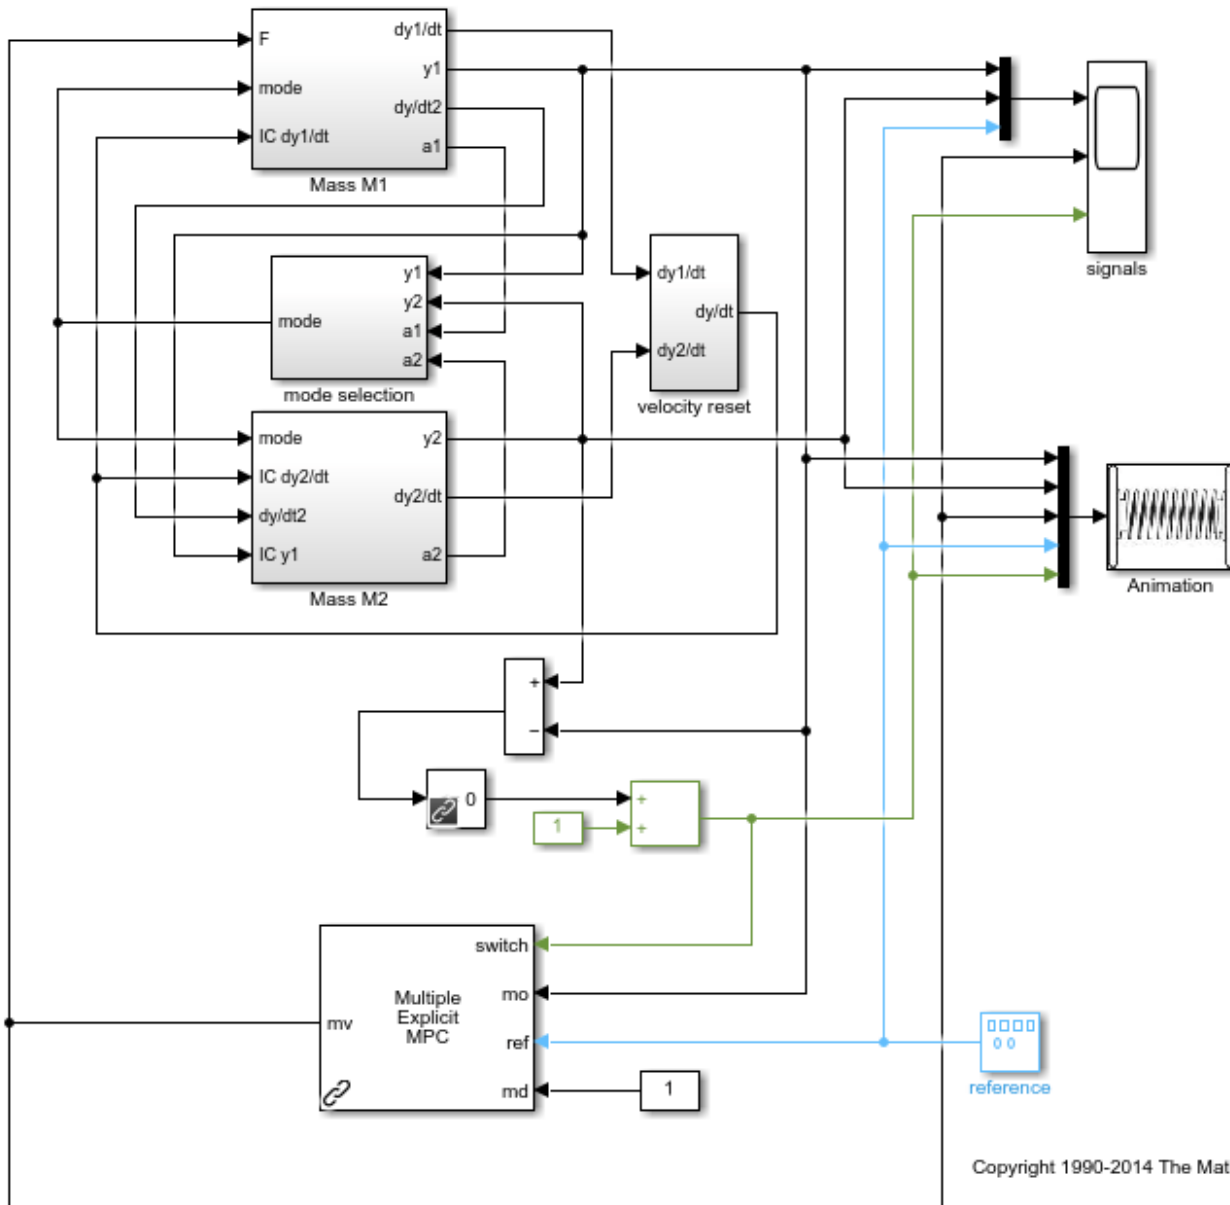 F
mode
IC dy1/dt
dy1/dt
y1
dy/dt2
a1
Mass M1
mode
y1
y2
a1
a2
mode selection
dy1/dt
dy2/dt
dy/dt
velocity reset
signals
mode
IC dy2/dt
dy/dt2
IC y1
y2
dy2/dt
a2
Mass M2
Animation
+
−
0
1
+
+
mv
Multiple
Explicit
MPC
switch
mo
ref
md
1
0 0
reference
Copyright 1990-2014 The Mat